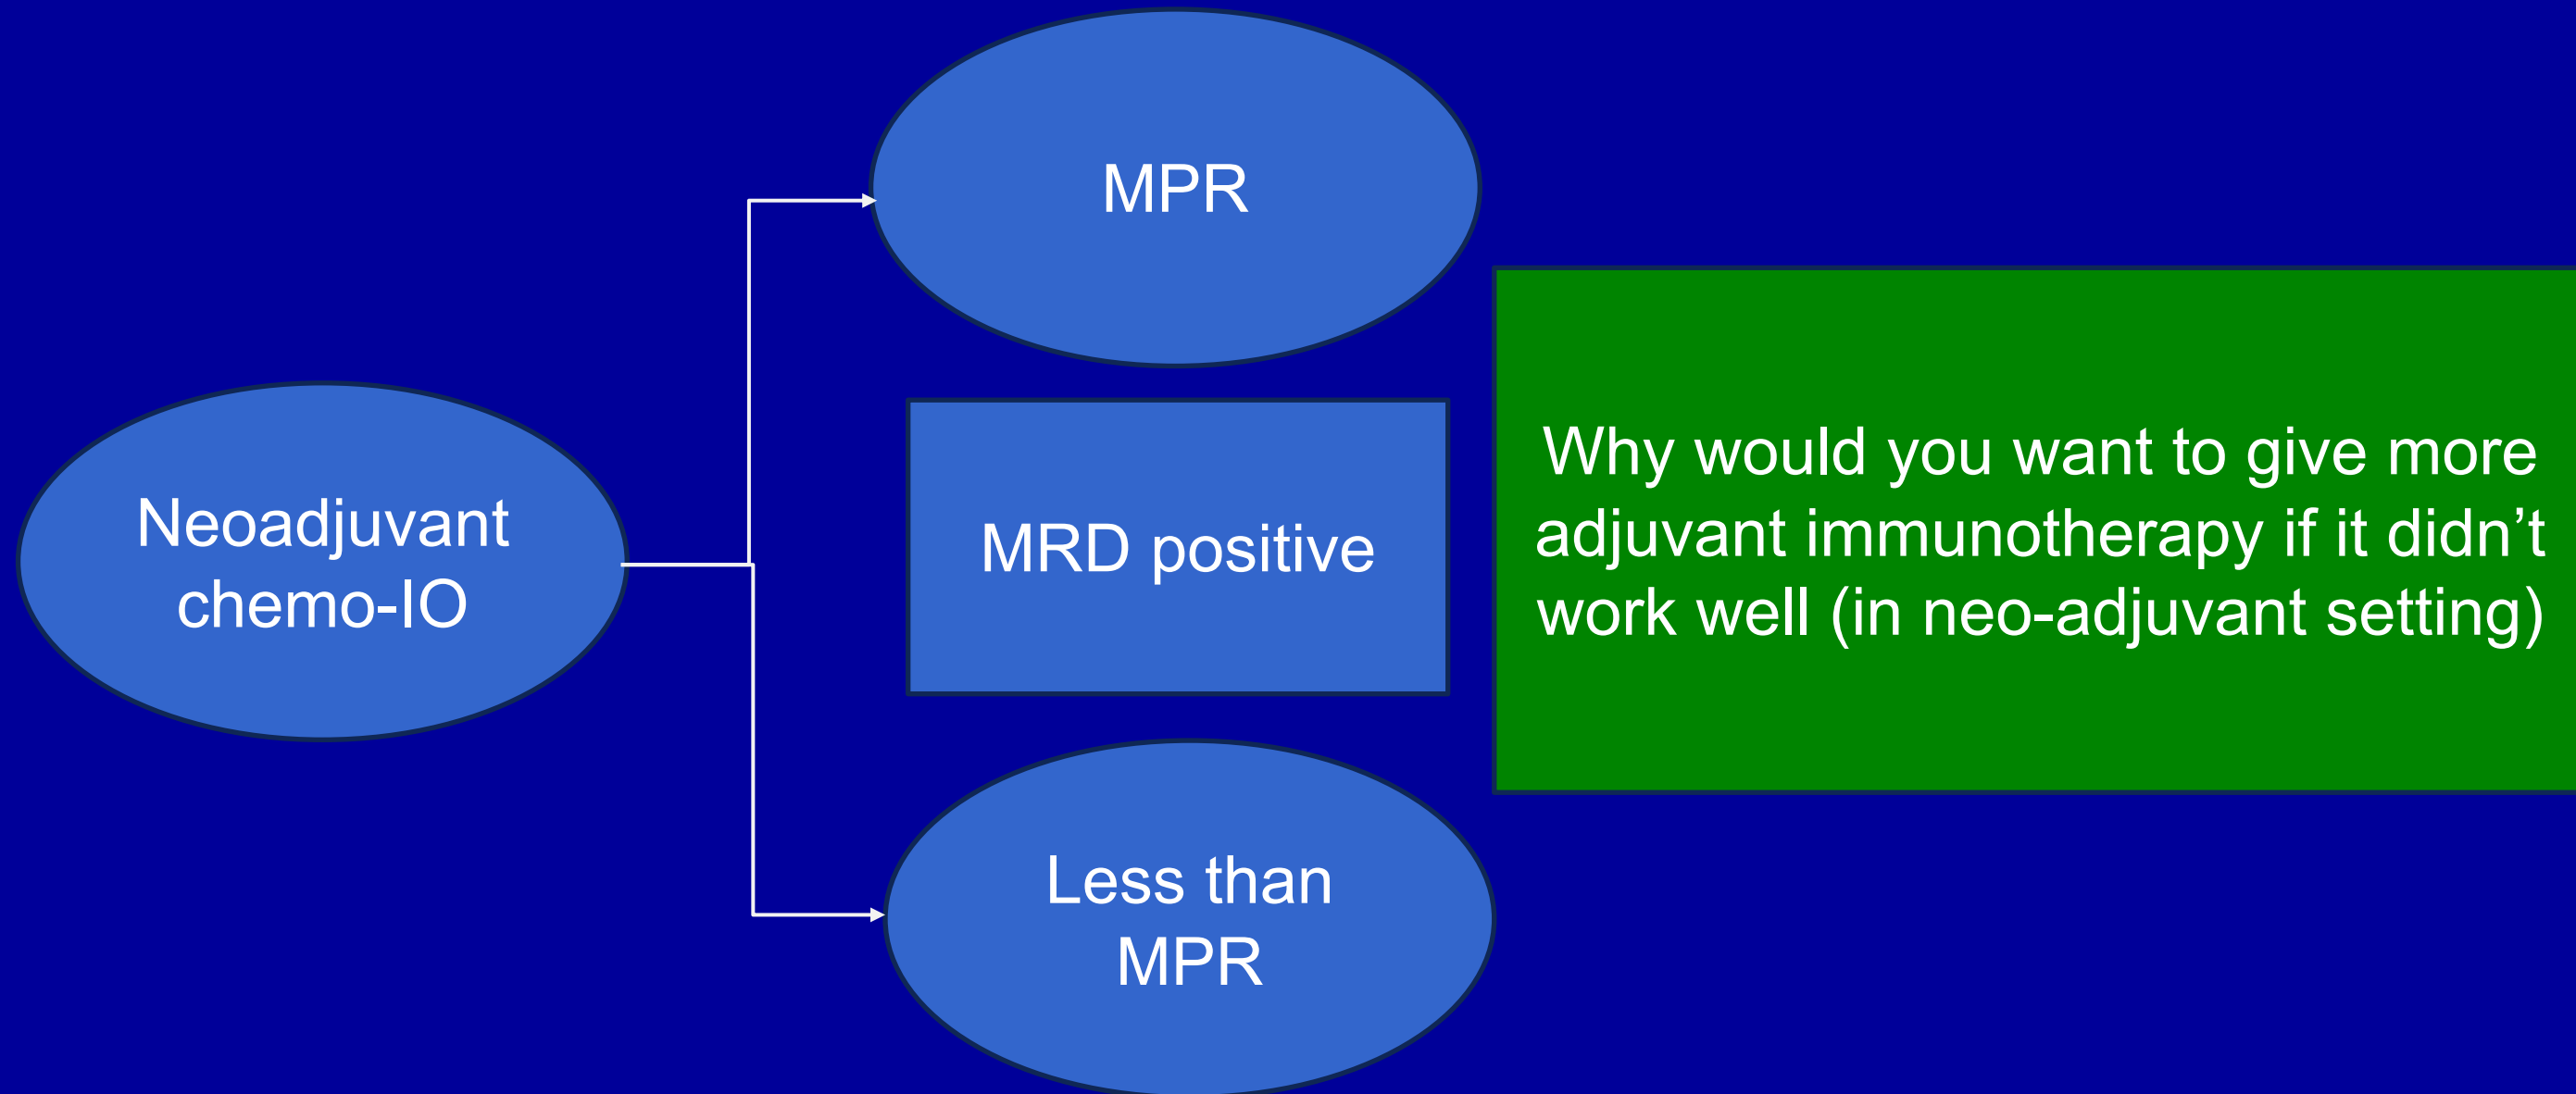 MPR
Neoadjuvant
chemo-IO
MRD positive
Why would you want to give more
adjuvant immunotherapy if it didn’t
work well (in neo-adjuvant setting)
Less than
MPR